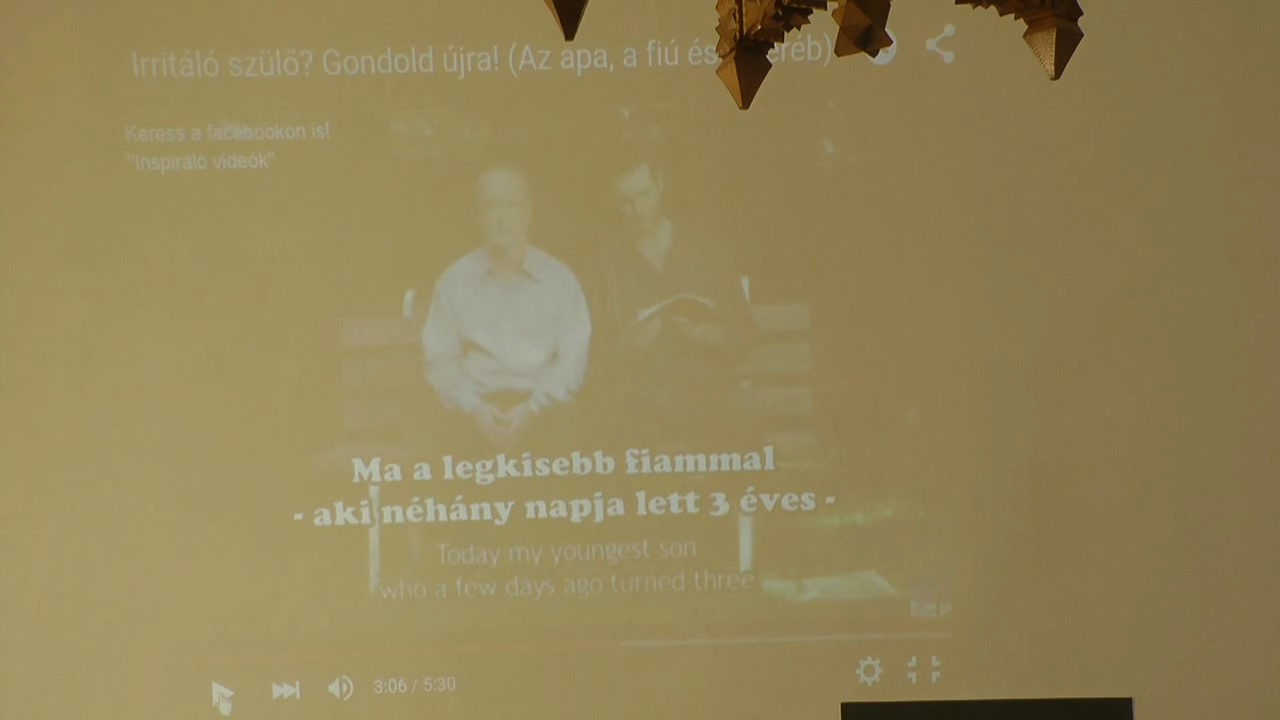 Irritáló szülő? Gondold újra! (Az apa, a fiú és
Keress a facebookon is!
"Inspiráló videók"
Ma a legkisebb fiammal
- aki néhány napja lett 3 éves -
Today my youngest son
who a few days ago turned three
3:06 / 5:30